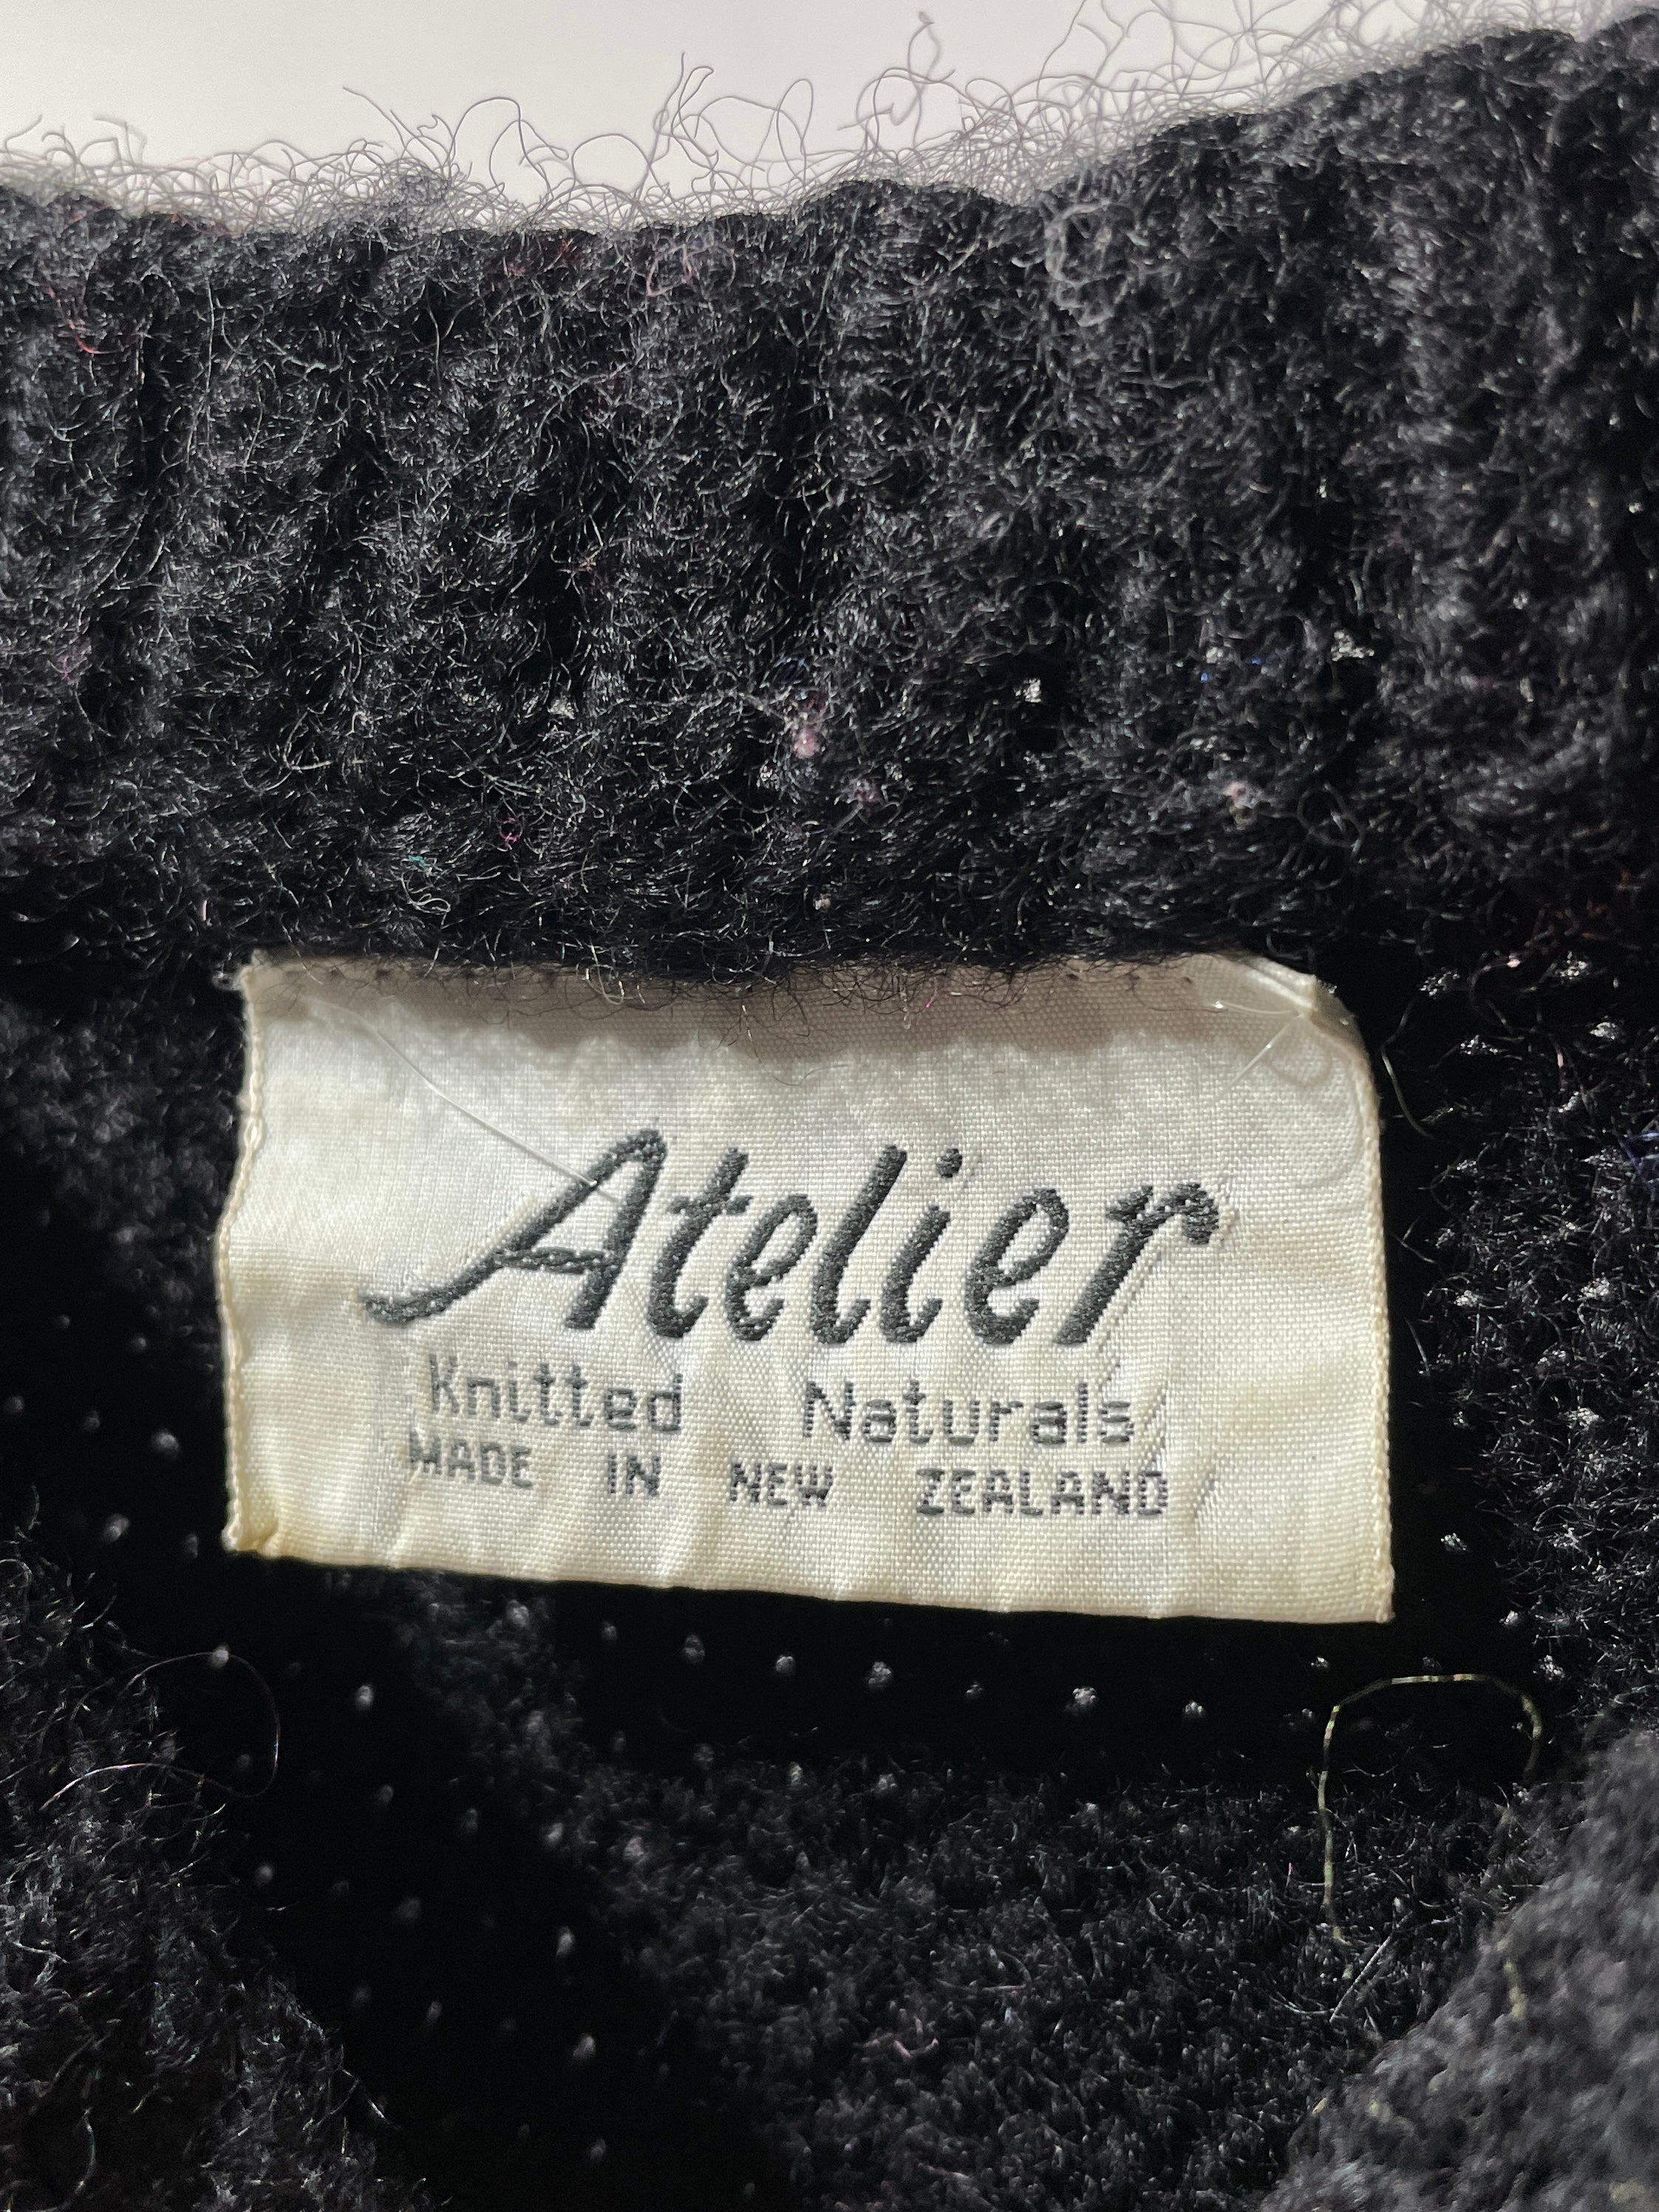 Atelier
Knitted Naturals
MADE IN NEW ZEALAND